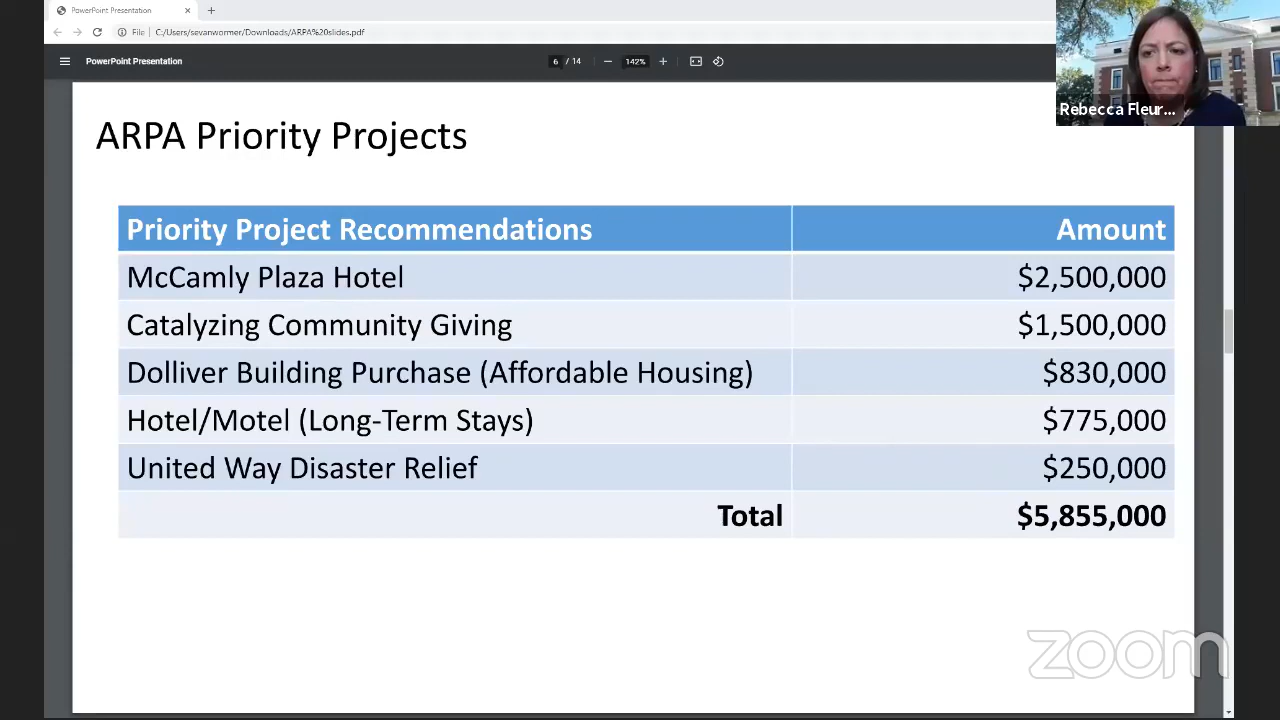 PowerPoint Presentation
File C:/Users/sevanwormer/Downloads/ARPA%20slides.pdf
PowerPoint Presentation
6 / 14
142%
Rebecca Fleur...
ARPA Priority Projects
Priority Project Recommendations Amount
McCamly Plaza Hotel $2,500,000
Catalyzing Community Giving $1,500,000
Dolliver Building Purchase (Affordable Housing) $830,000
Hotel/Motel (Long-Term Stays) $775,000
United Way Disaster Relief $250,000
Total $5,855,000
zoom